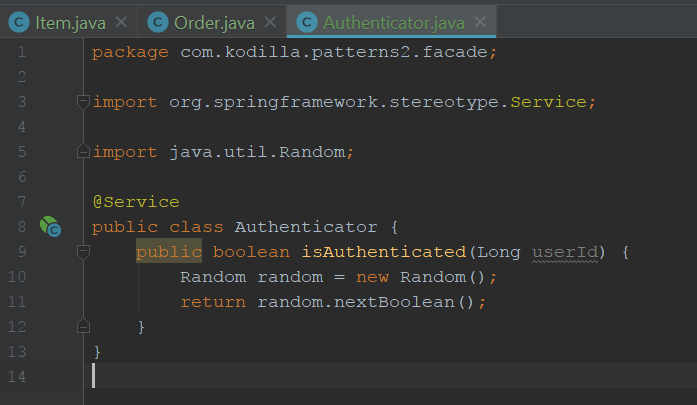 Item.java Order.java Authenticator.java
1 package com.kodilla.patterns2.facade;
2
3 import org.springframework.stereotype.Service;
4
5 import java.util.Random;
6
7 @Service
8 public class Authenticator {
9     public boolean isAuthenticated(Long userId) {
10         Random random = new Random();
11         return random.nextBoolean();
12     }
13 }
14